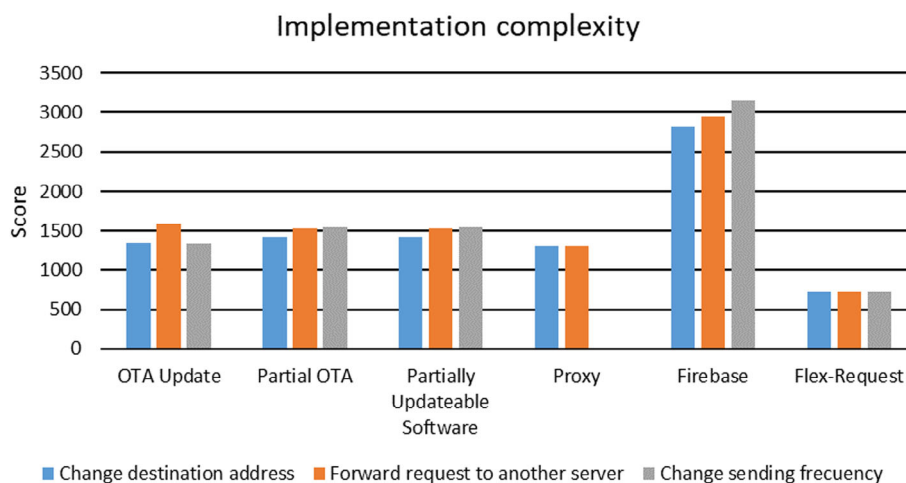 Implementation complexity
Score
3500
3000
2500
2000
1500
1000
500
0
OTA Update
Partial OTA
Partially
Updateable
Software
Proxy
Firebase
Flex-Request
Change destination address
Forward request to another server
Change sending frecuency